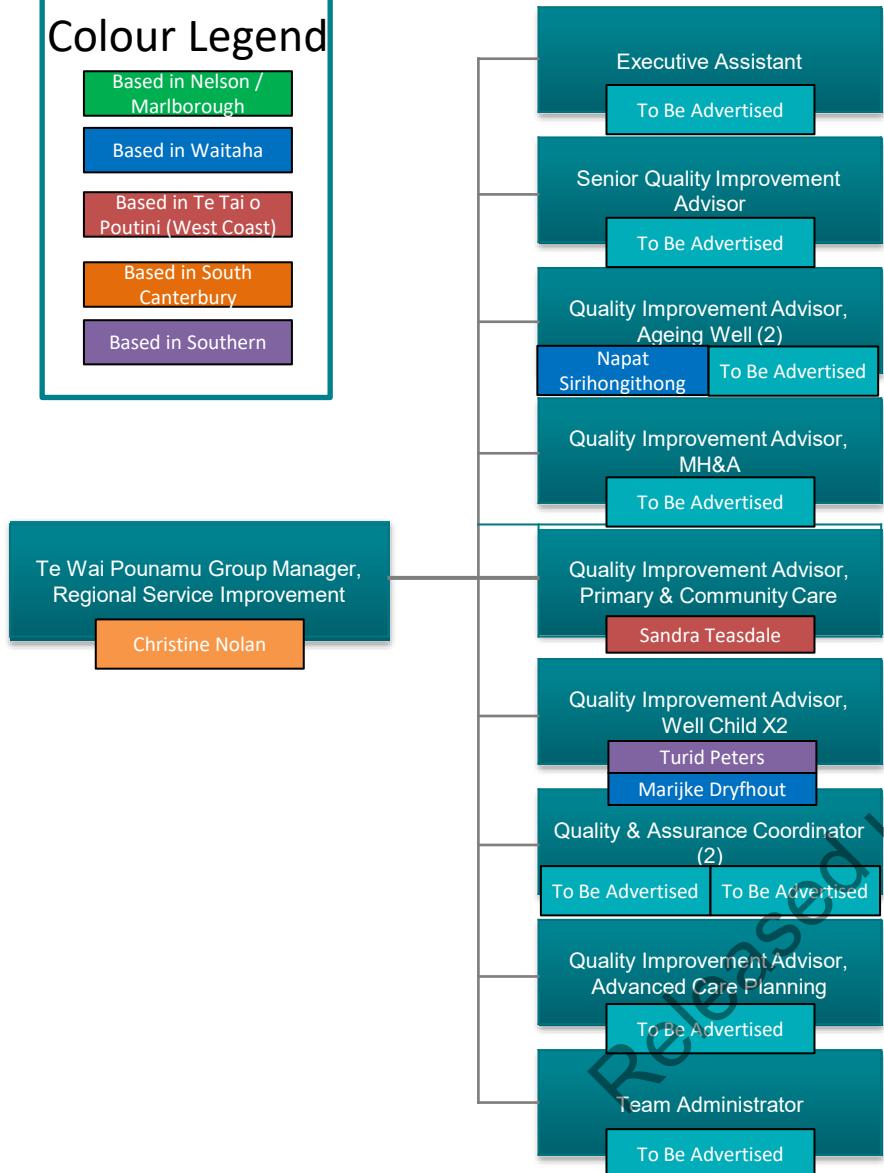 Colour Legend
Based in Nelson /
Marlborough
Based in Waitaha
Based in Te Tai o
Poutini (West Coast)
Based in South
Canterbury
Based in Southern
Te Wai Pounamu Group Manager,
Regional Service Improvement
Christine Nolan
Executive Assistant
To Be Advertised
Senior Quality Improvement
Advisor
To Be Advertised
Quality Improvement Advisor,
Ageing Well (2)
Napat
Sirihongithong
To Be Advertised
Quality Improvement Advisor,
MH&A
To Be Advertised
Quality Improvement Advisor,
Primary & Community Care
Sandra Teasdale
Quality Improvement Advisor,
Well Child X2
Turid Peters
Marijke Dryfhout
Quality & Assurance Coordinator
(2)
To Be Advertised
To Be Advertised
Quality Improvement Advisor,
Advanced Care Planning
To Be Advertised
Team Administrator
To Be Advertised
Released